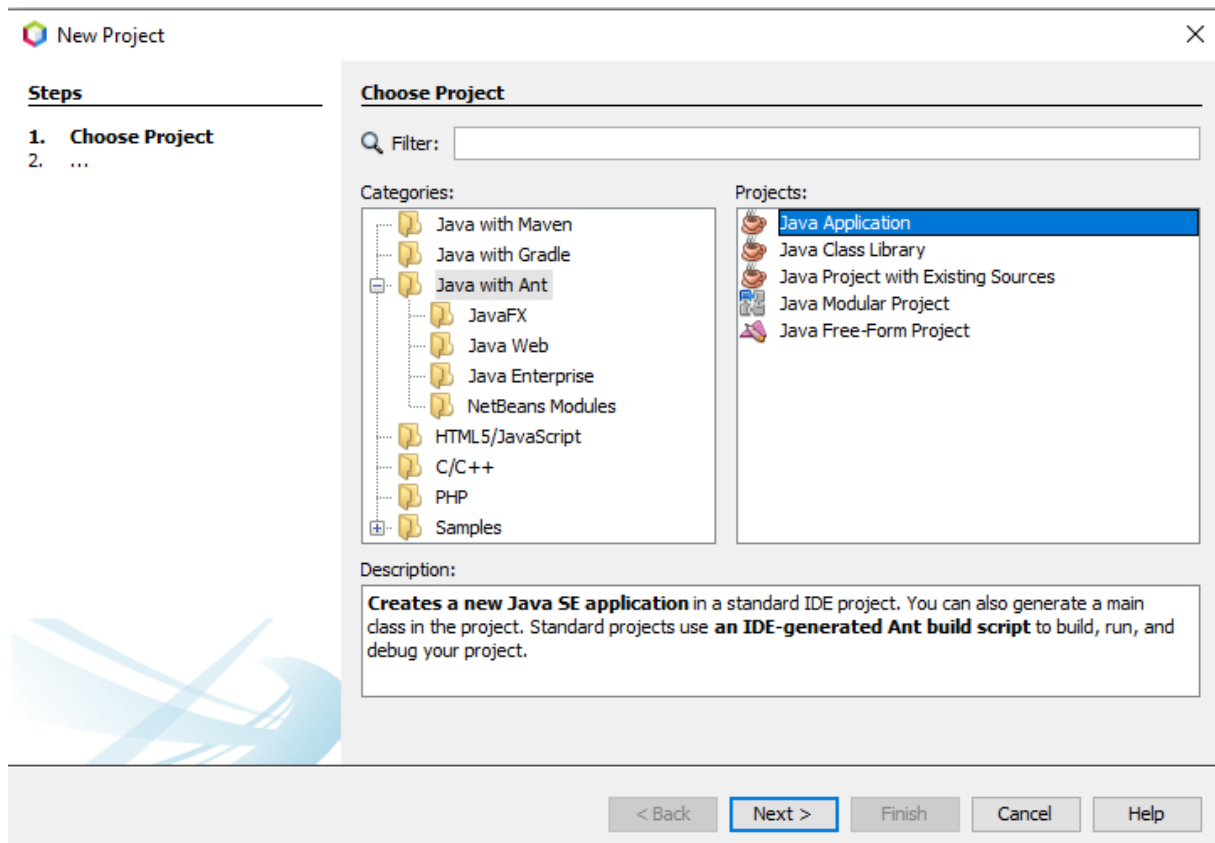 New Project
Steps
1. Choose Project
2. ...
Choose Project
Filter:
Categories:
Java with Maven
Java with Gradle
Java with Ant
JavaFX
Java Web
Java Enterprise
NetBeans Modules
HTML5/JavaScript
C/C++
PHP
Samples
Projects:
Java Application
Java Class Library
Java Project with Existing Sources
Java Modular Project
Java Free-Form Project
Description:
Creates a new Java SE application in a standard IDE project. You can also generate a main
class in the project. Standard projects use an IDE-generated Ant build script to build, run, and
debug your project.
< Back
Next >
Finish
Cancel
Help